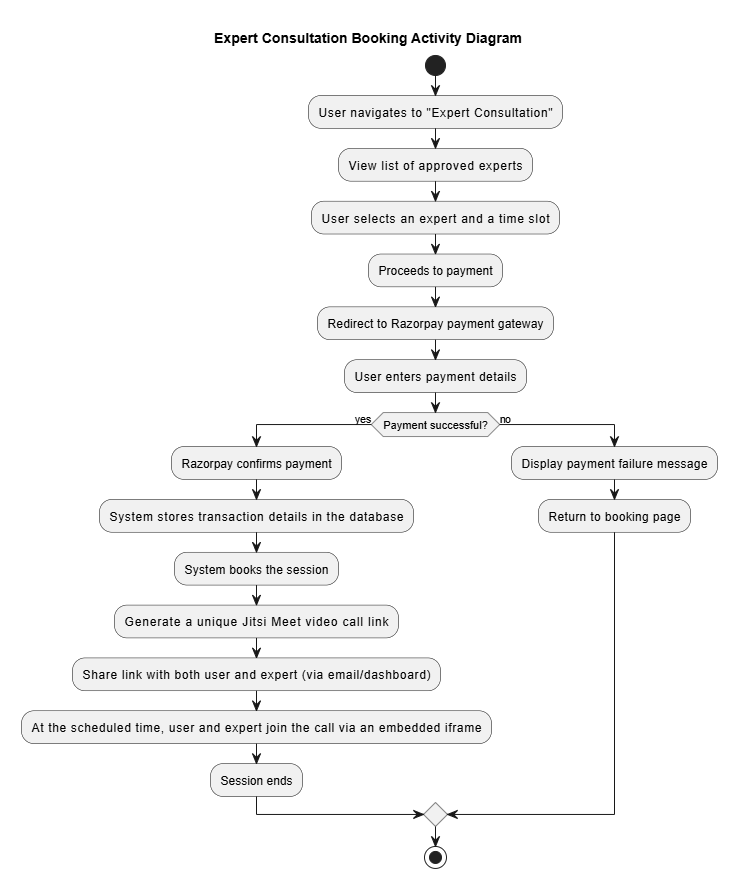 Expert Consultation Booking Activity Diagram
User navigates to "Expert Consultation"
View list of approved experts
User selects an expert and a time slot
Proceeds to payment
Redirect to Razorpay payment gateway
User enters payment details
Payment successful?
yes
no
Razorpay confirms payment
System stores transaction details in the database
System books the session
Generate a unique Jitsi Meet video call link
Share link with both user and expert (via email/dashboard)
At the scheduled time, user and expert join the call via an embedded iframe
Session ends
Display payment failure message
Return to booking page